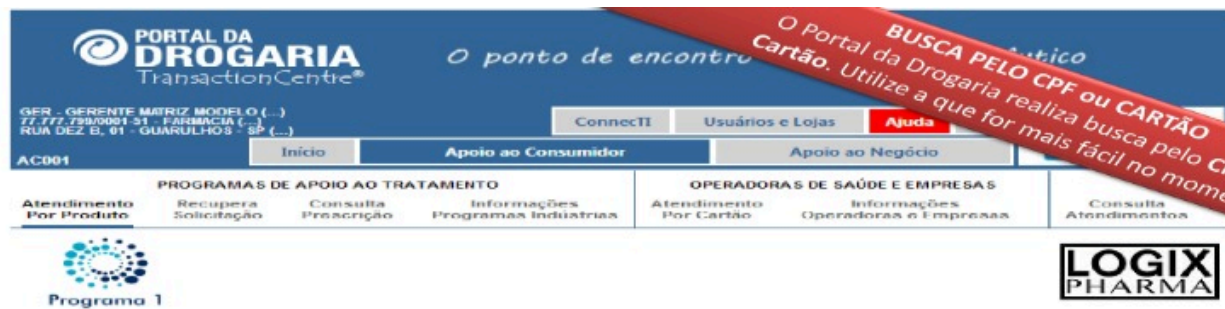 PORTAL DA
DROGARIA
TransactionCentre®
O ponto de encontro
BUSCA PELO CPF ou CARTÃO
O Portal da Drogaria realiza busca pelo
Cartão. Utilize a que for mais fácil no
GER - GERENTE MATRIZ MODELO (...)
77.777.799/0001-51 - FARMACIA (...)
RUA DEZ B, 01 - GUARULHOS - SP (...)
ConnecTI Usuários e Lojas Ajuda
AC001 Início Apoio ao Consumidor Apoio ao Negócio
PROGRAMAS DE APOIO AO TRATAMENTO OPERADORAS DE SAÚDE E EMPRESAS
Atendimento Recupera Consulta Informações Atendimento Informações Consulta
Por Produto Solicitação Prescrição Programas Indústrias Por Cartão Operadoras e Empresas Atendimentos
Programa 1
LOGIX
PHARMA